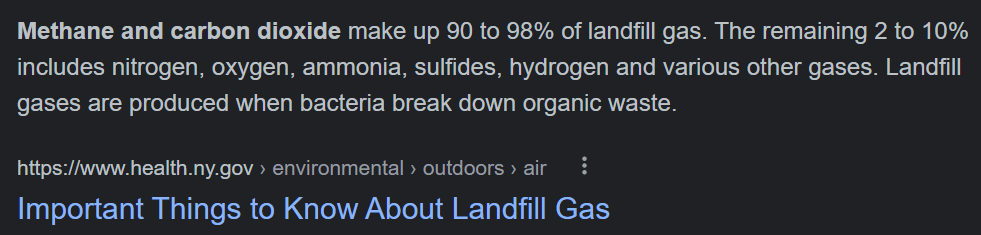 Methane and carbon dioxide make up 90 to 98% of landfill gas. The remaining 2 to 10%
includes nitrogen, oxygen, ammonia, sulfides, hydrogen and various other gases. Landfill
gases are produced when bacteria break down organic waste.
https://www.health.ny.gov › environmental › outdoors › air
Important Things to Know About Landfill Gas